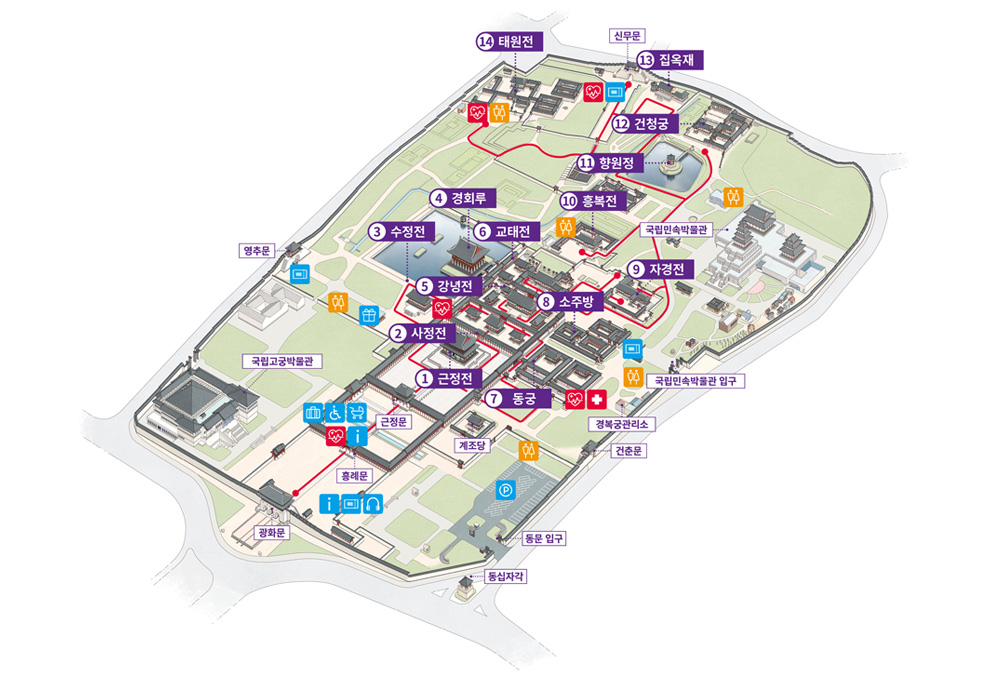 14 태원전
신무문
13 집옥재
12 건청궁
11 향원정
4 경회루
10 흥복전
3 수정전
6 교태전
국립민속박물관
영추문
9 자경전
5 강녕전
8 소주방
2 사정전
국립고궁박물관
1 근정전
국립민속박물관 입구
7 동궁
근정문
경복궁관리소
계조당
건춘문
흥례문
P
광화문
동문 입구
동십자각